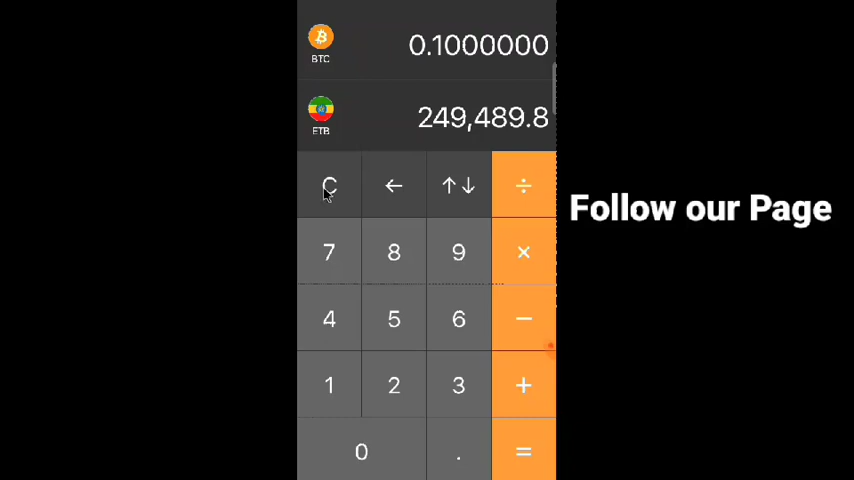 BTC
0.1000000
ETB
249,489.8
C ← ↑↓ ÷
7 8 9 ×
4 5 6 −
1 2 3 +
0 . =
Follow our Page